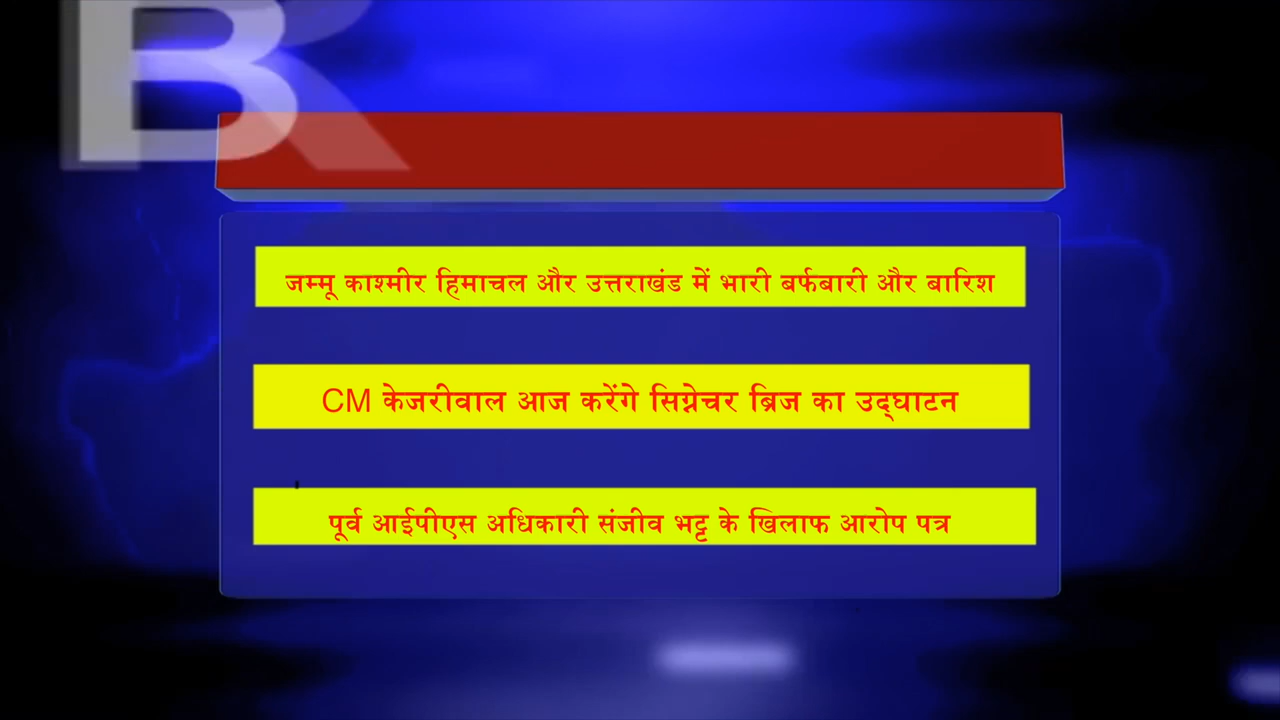 BR
जम्मू काश्मीर हिमाचल और उत्तराखंड में भारी बर्फबारी और बारिश
CM केजरीवाल आज करेंगे सिग्नेचर ब्रिज का उद्घाटन
पूर्व आईपीएस अधिकारी संजीव भट्ट के खिलाफ आरोप पत्र